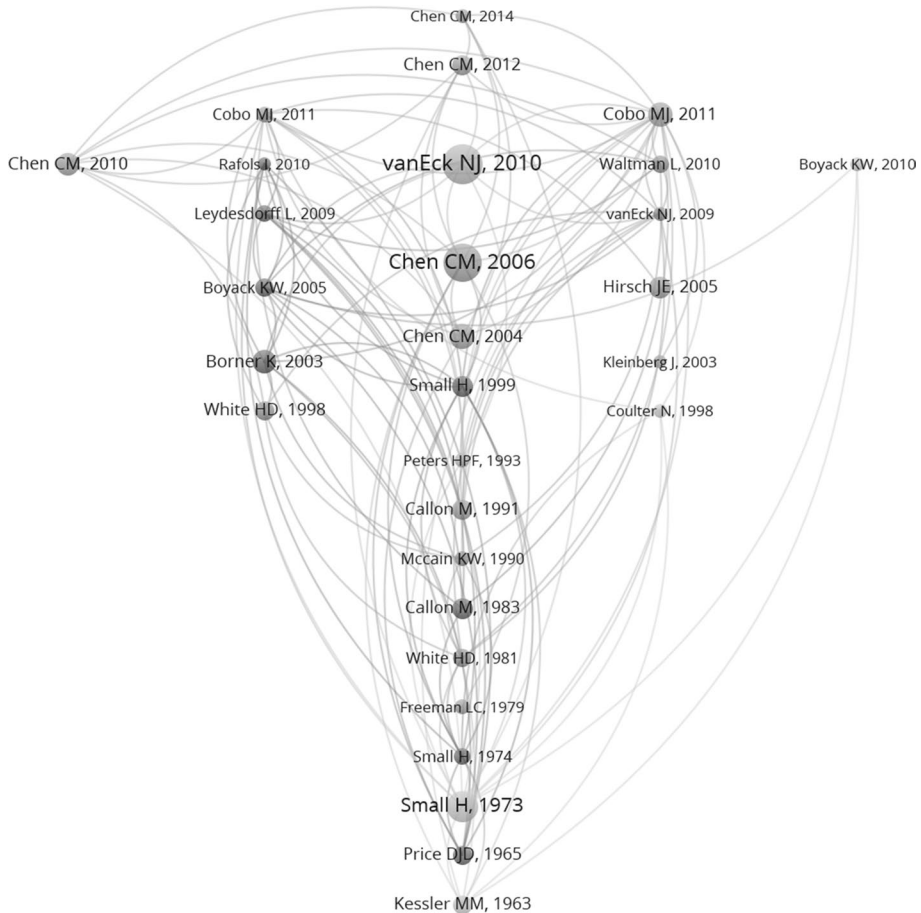 Chen CM, 2014
Chen CM, 2012
Cobo MJ, 2011
Cobo MJ, 2011
Chen CM, 2010
Rafols I, 2010
vanEck NJ, 2010
Waltman L, 2010
Boyack KW, 2010
Leydesdorff L, 2009
vanEck NJ, 2009
Chen CM, 2006
Boyack KW, 2005
Hirsch JE, 2005
Chen CM, 2004
Borner K, 2003
Kleinberg J, 2003
Small H, 1999
White HD, 1998
Coulter N, 1998
Peters HPF, 1993
Callon M, 1991
Mccain KW, 1990
Callon M, 1983
White HD, 1981
Freeman LC, 1979
Small H, 1974
Small H, 1973
Price DJD, 1965
Kessler MM, 1963